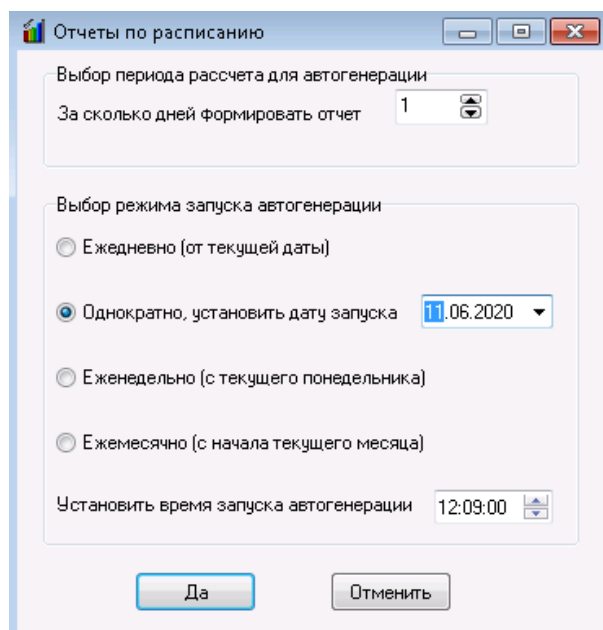 Отчеты по расписанию
Выбор периода рассчета для автогенерации
За сколько дней формировать отчет 1
Выбор режима запуска автогенерации
Ежедневно (от текущей даты)
Однократно, установить дату запуска 11.06.2020
Еженедельно (с текущего понедельника)
Ежемесячно (с начала текущего месяца)
Установить время запуска автогенерации 12:09:00
Да Отменить